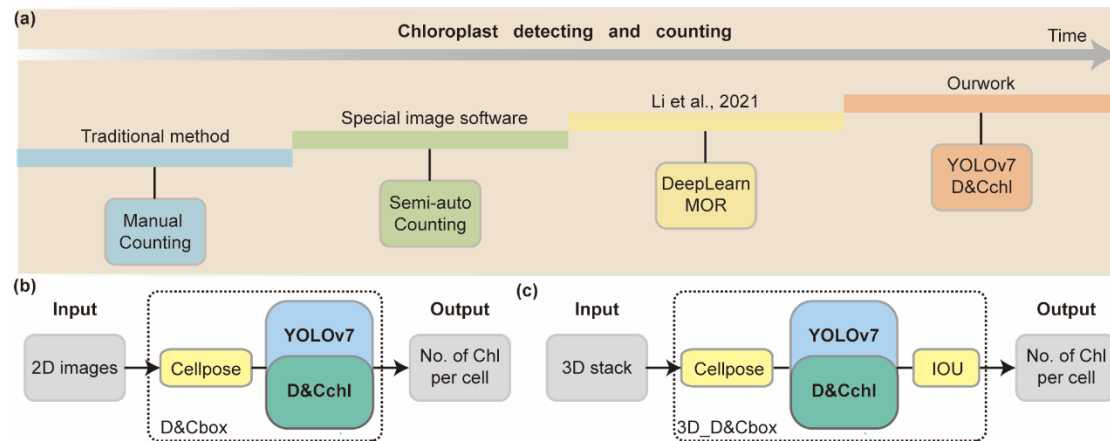 (a)
Chloroplast detecting and counting
Time
Traditional method
Special image software
Li et al., 2021
Ourwork
Manual
Counting
Semi-auto
Counting
DeepLearn
MOR
YOLOv7
D&Cchl
(b)
Input
Output
2D images
Cellpose
YOLOv7
D&Cchl
No. of Chl
per cell
D&Cbox
(c)
Input
Output
3D stack
Cellpose
YOLOv7
D&Cchl
IOU
No. of Chl
per cell
3D_D&Cbox